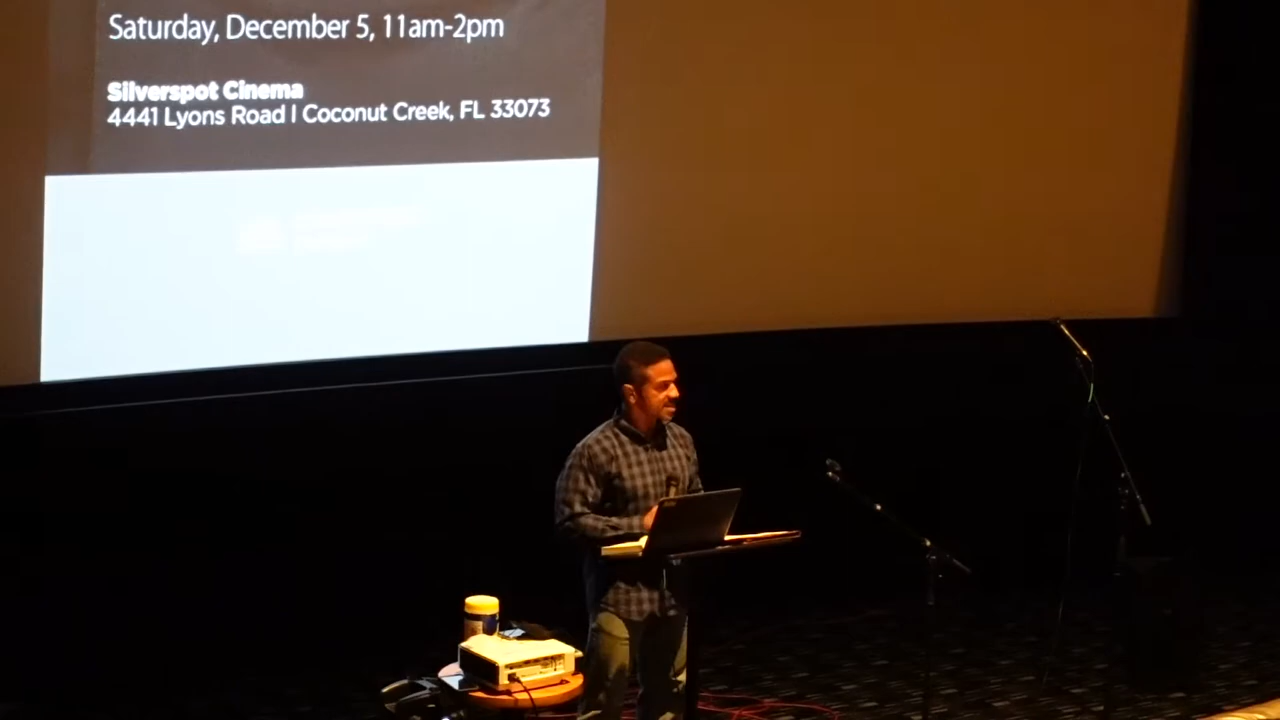 Saturday, December 5, 11am-2pm
Silverspot Cinema
4441 Lyons Road | Coconut Creek, FL 33073